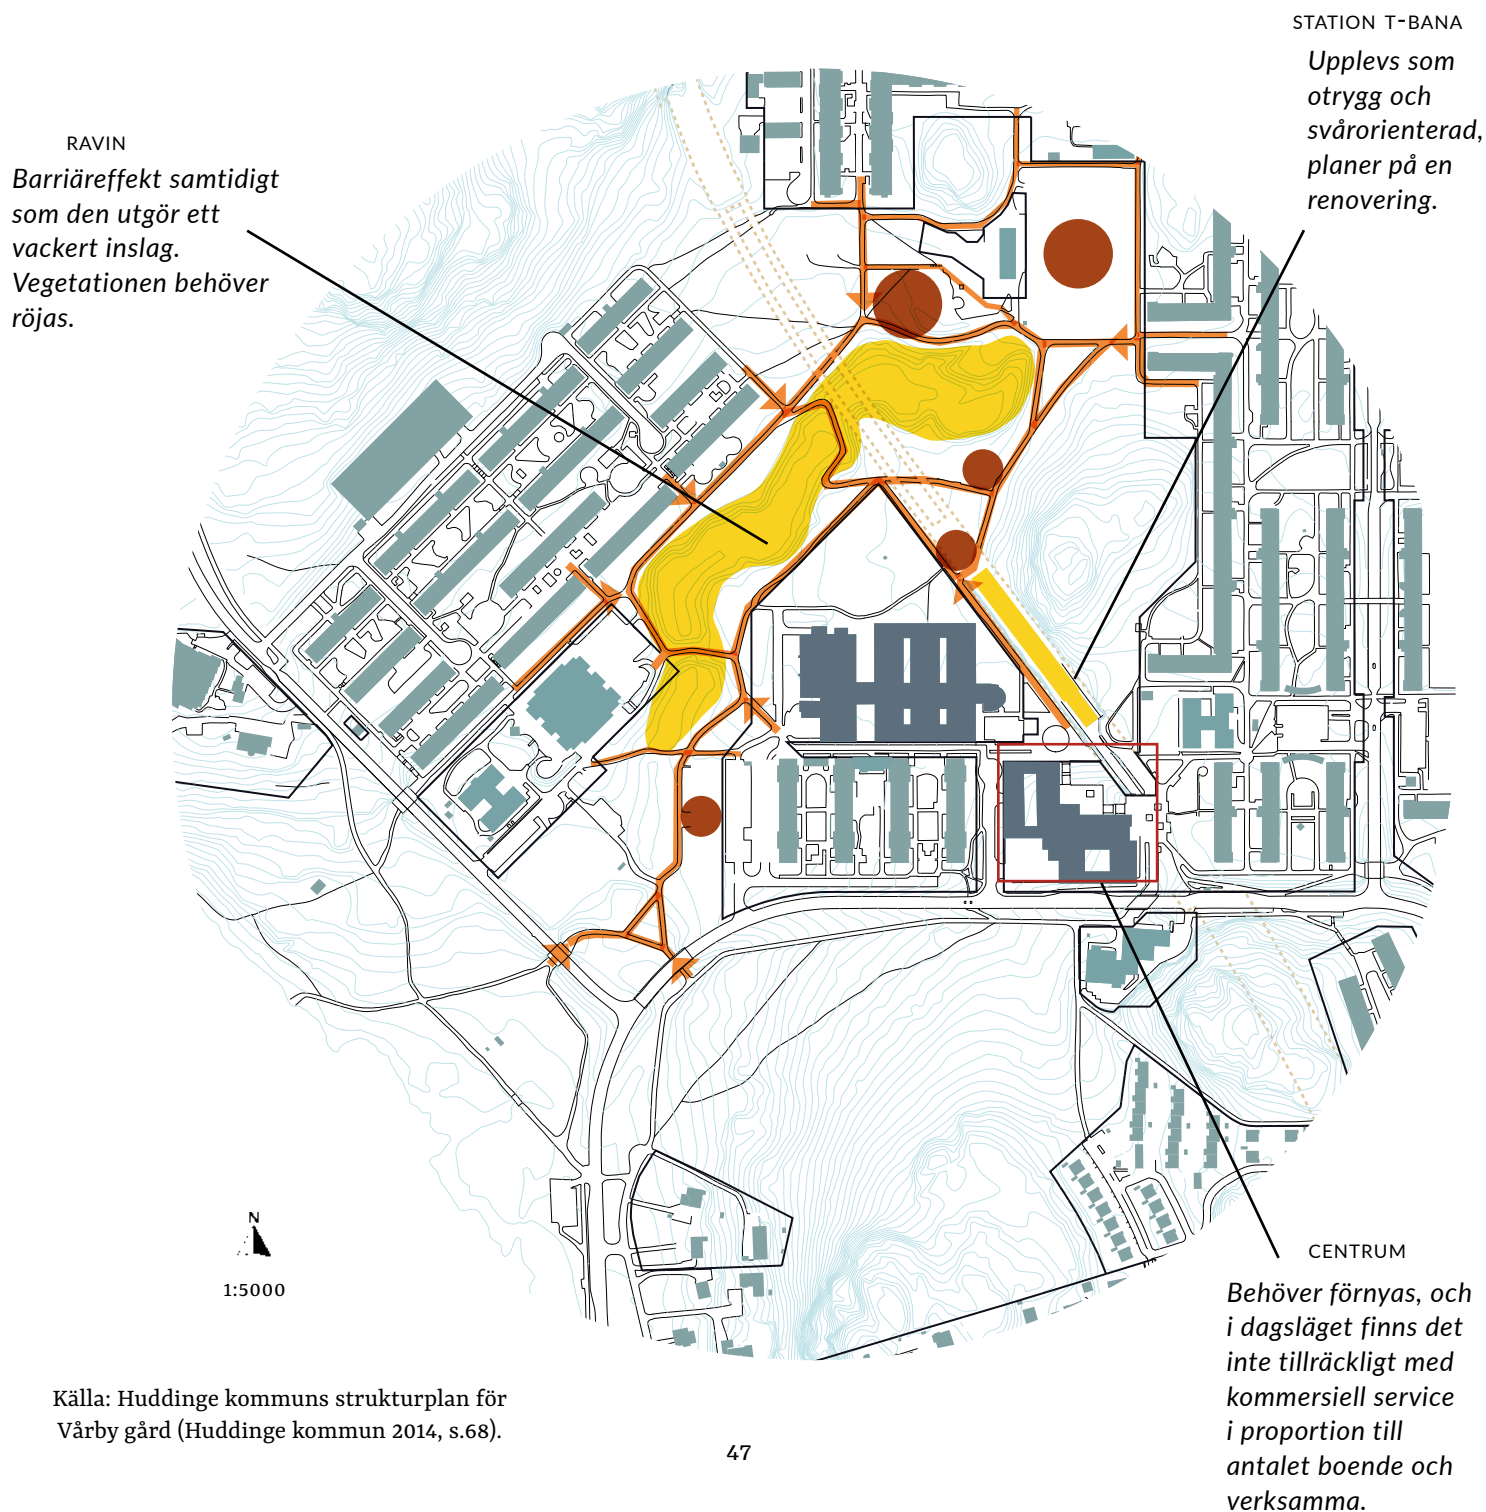 STATION T-BANA
Upplevs som
otrygg och
svårorienterad,
planer på en
renovering.
RAVIN
Barriäreffekt samtidigt
som den utgör ett
vackert inslag.
Vegetationen behöver
röjas.
N
1:5000
CENTRUM
Behöver förnyas, och
i dagsläget finns det
inte tillräckligt med
kommersiell service
i proportion till
antalet boende och
verksamma.
Källa: Huddinge kommuns strukturplan för
Vårby gård (Huddinge kommun 2014, s.68).
47